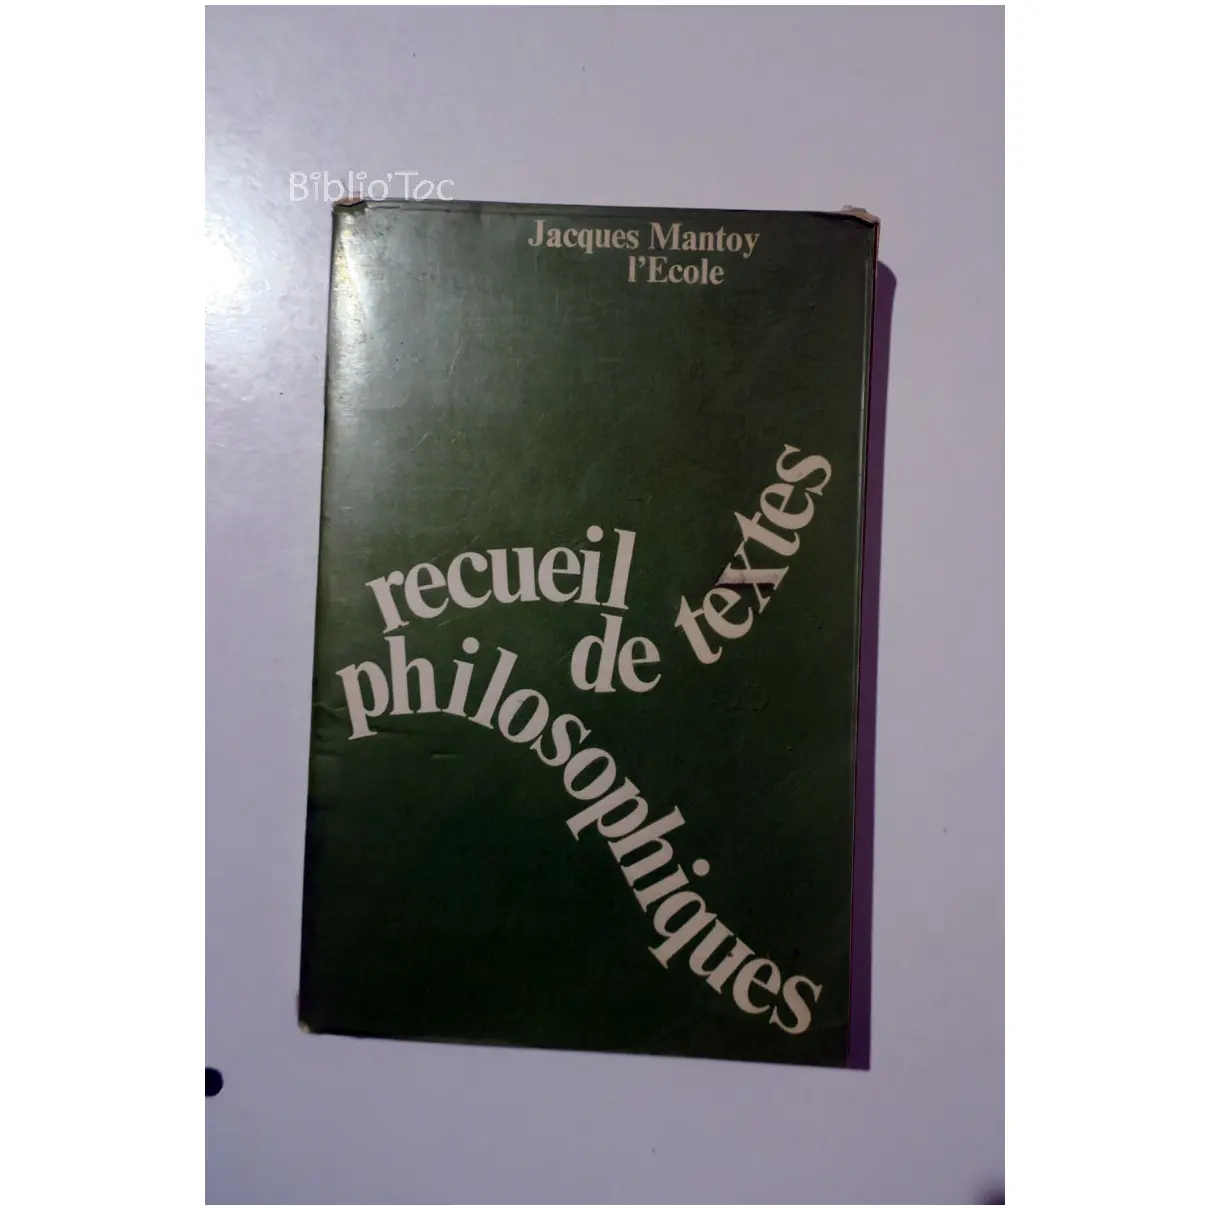 Biblio'Toc
Jacques Mantoy
l'Ecole
recueil
de
textes
philosophiques